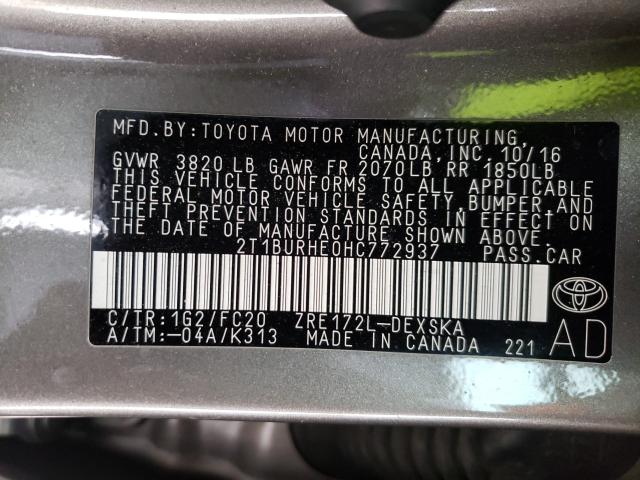 MFD.BY:TOYOTA MOTOR MANUFACTURING,
CANADA, INC. 10/16
GVWR 3820 LB GAWR FR 2070LB RR 1850LB
THIS VEHICLE CONFORMS TO ALL APPLICABLE
FEDERAL MOTOR VEHICLE SAFETY, BUMPER AND
THEFT PREVENTION STANDARDS IN EFFECT ON
THE DATE OF MANUFACTURE SHOWN ABOVE.
2T1BURHE0HC772937 PASS.CAR
C/TR:1G2/FC20 ZRE172L-DEXSKA
A/TM:-04A/K313 MADE IN CANADA 221
AD